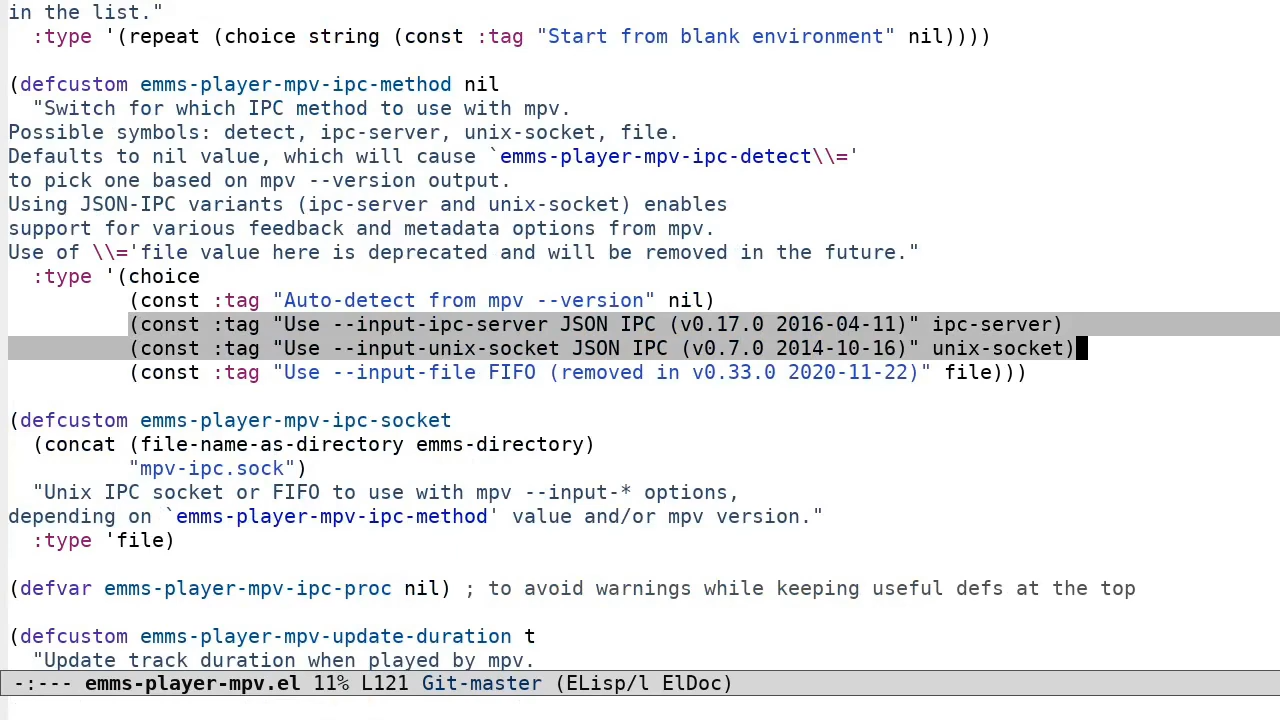 in the list."
  :type '(repeat (choice string (const :tag "Start from blank environment" nil))))
(defcustom emms-player-mpv-ipc-method nil
  "Switch for which IPC method to use with mpv.
Possible symbols: detect, ipc-server, unix-socket, file.
Defaults to nil value, which will cause `emms-player-mpv-ipc-detect\\='
to pick one based on mpv --version output.
Using JSON-IPC variants (ipc-server and unix-socket) enables
support for various feedback and metadata options from mpv.
Use of \\='file value here is deprecated and will be removed in the future."
  :type '(choice
          (const :tag "Auto-detect from mpv --version" nil)
          (const :tag "Use --input-ipc-server JSON IPC (v0.17.0 2016-04-11)" ipc-server)
          (const :tag "Use --input-unix-socket JSON IPC (v0.7.0 2014-10-16)" unix-socket)
          (const :tag "Use --input-file FIFO (removed in v0.33.0 2020-11-22)" file)))
(defcustom emms-player-mpv-ipc-socket
  (concat (file-name-as-directory emms-directory)
          "mpv-ipc.sock")
  "Unix IPC socket or FIFO to use with mpv --input-* options,
depending on `emms-player-mpv-ipc-method' value and/or mpv version."
  :type 'file)
(defvar emms-player-mpv-ipc-proc nil) ; to avoid warnings while keeping useful defs at the top
(defcustom emms-player-mpv-update-duration t
  "Update track duration when played by mpv.
-:--- emms-player-mpv.el 11% L121 Git-master (ELisp/l ElDoc)